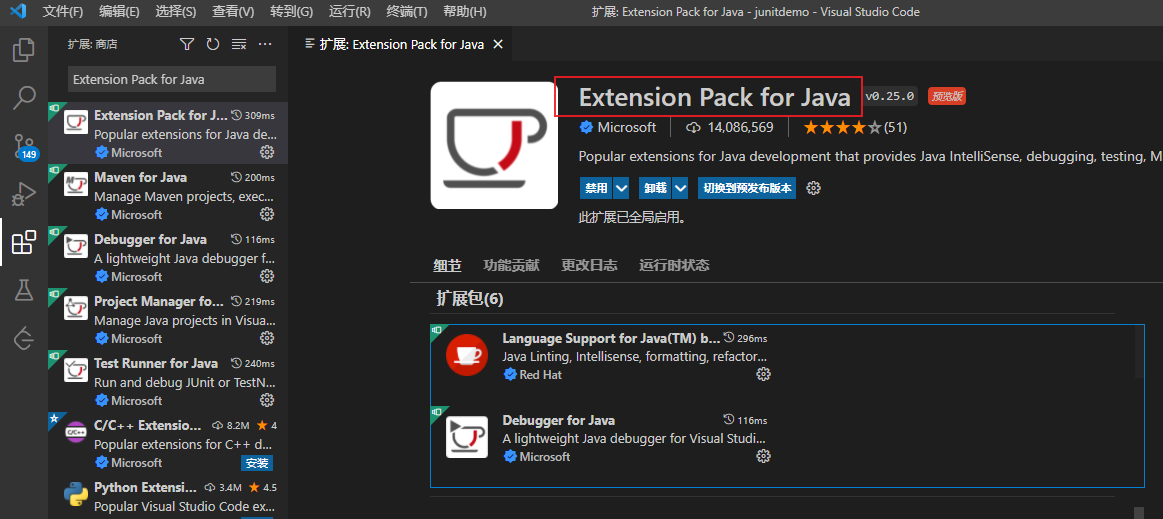 文件(F) 编辑(E) 选择(S) 查看(V) 转到(G) 运行(R) 终端(T) 帮助(H) 扩展: Extension Pack for Java - junitdemo - Visual Studio Code
扩展: 商店
Extension Pack for Java
Extension Pack for J... 309ms
Popular extensions for Java de...
Microsoft
Maven for Java 200ms
Manage Maven projects, exec...
Microsoft
Debugger for Java 116ms
A lightweight Java debugger f...
Microsoft
Project Manager fo... 219ms
Manage Java projects in Visua...
Microsoft
Test Runner for Java 240ms
Run and debug JUnit or TestN...
Microsoft
C/C++ Extensio... 8.2M 4
Popular extensions for C++ d...
Microsoft 安装
Python Extensi... 3.4M 4.5
Popular Visual Studio Code ex...
149
扩展: Extension Pack for Java
Extension Pack for Java v0.25.0 预览版
Microsoft 14,086,569 (51)
Popular extensions for Java development that provides Java IntelliSense, debugging, testing, M
禁用 卸载 切换到预发布版本
此扩展已全局启用。
细节 功能贡献 更改日志 运行时状态
扩展包(6)
Language Support for Java(TM) b... 296ms
Java Linting, Intellisense, formatting, refactor...
Red Hat
Debugger for Java 116ms
A lightweight Java debugger for Visual Studi...
Microsoft